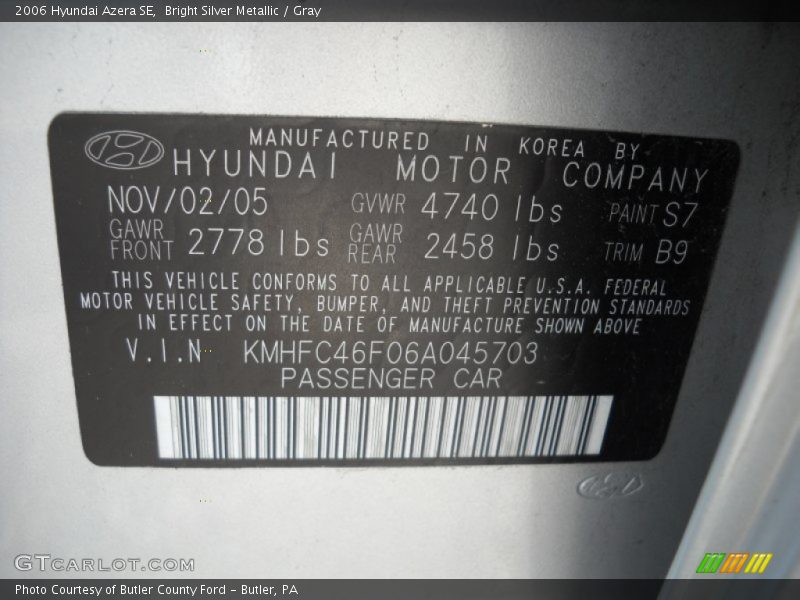 2006 Hyundai Azera SE, Bright Silver Metallic / Gray
MANUFACTURED IN KOREA BY
HYUNDAI MOTOR COMPANY
NOV/02/05 GVWR 4740 lbs PAINT S7
GAWR FRONT 2778 lbs GAWR REAR 2458 lbs TRIM B9
THIS VEHICLE CONFORMS TO ALL APPLICABLE U.S.A. FEDERAL
MOTOR VEHICLE SAFETY, BUMPER, AND THEFT PREVENTION STANDARDS
IN EFFECT ON THE DATE OF MANUFACTURE SHOWN ABOVE
V.I.N KMHFC46F06A045703
PASSENGER CAR
GTCARLOT.COM
Photo Courtesy of Butler County Ford - Butler, PA